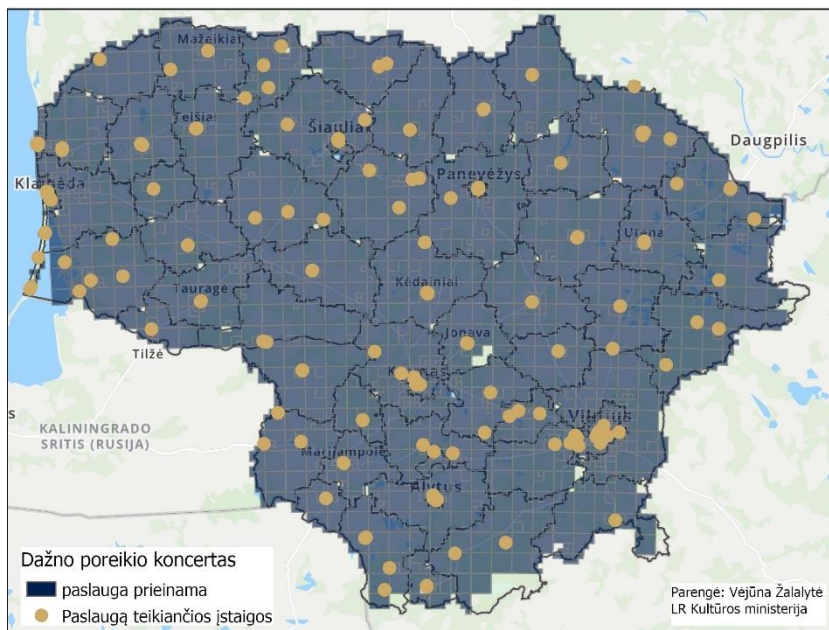 Mažeikiai
Telšiai
Šiauliai
Daugpilis
Klaipėda
Panevėžys
Utena
Kėdainiai
Tauragė
Jonava
Tilžė
Kaunas
Vilnius
KALININGRADO
SRITIS (RUSIJA)
Marijampolė
Alytus
Dažno poreikio koncertas
paslauga prieinama
Paslaugą teikiančios įstaigos
Parengė: Vėjūna Žalalytė
LR Kultūros ministerija